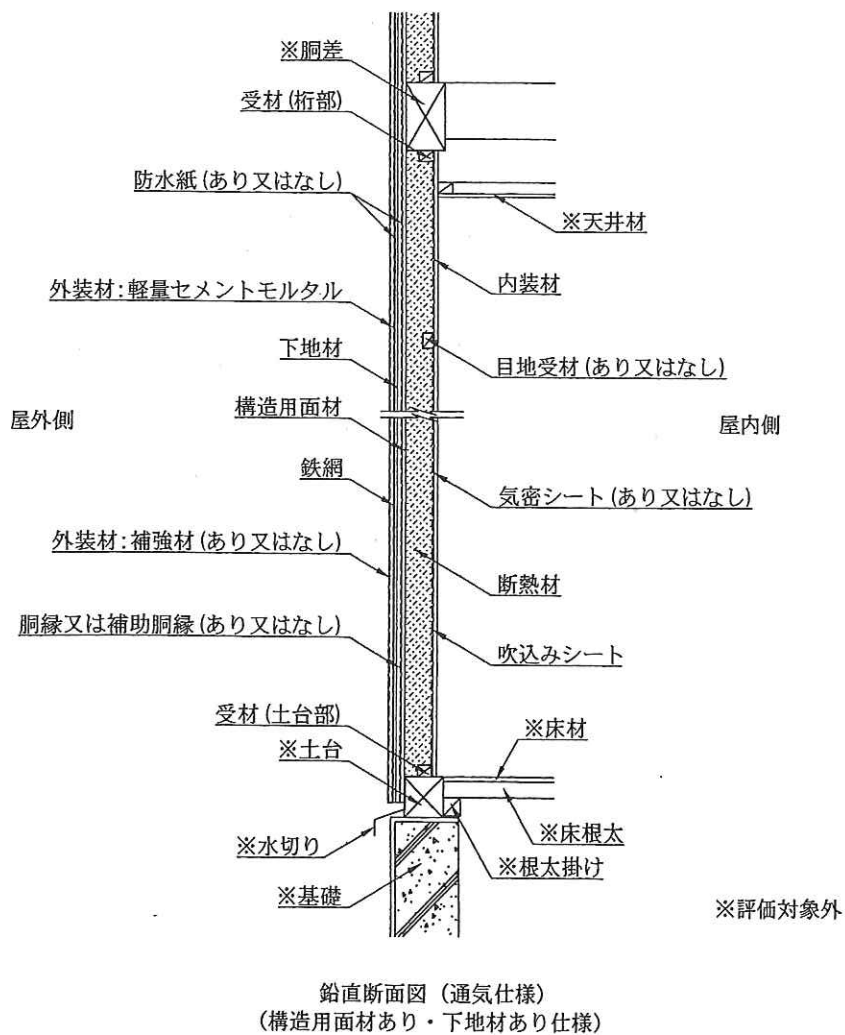 ※胴差
受材(桁部)
防水紙(あり又はなし)
※天井材
外装材:軽量セメントモルタル
内装材
下地材
目地受材(あり又はなし)
構造用面材
屋外側
屋内側
鉄網
気密シート(あり又はなし)
外装材:補強材(あり又はなし)
断熱材
胴縁又は補助胴縁(あり又はなし)
吹込みシート
受材(土台部)
※床材
※土台
※水切り
※床根太
※根太掛け
※基礎
※評価対象外
鉛直断面図(通気仕様)
(構造用面材あり・下地材あり仕様)